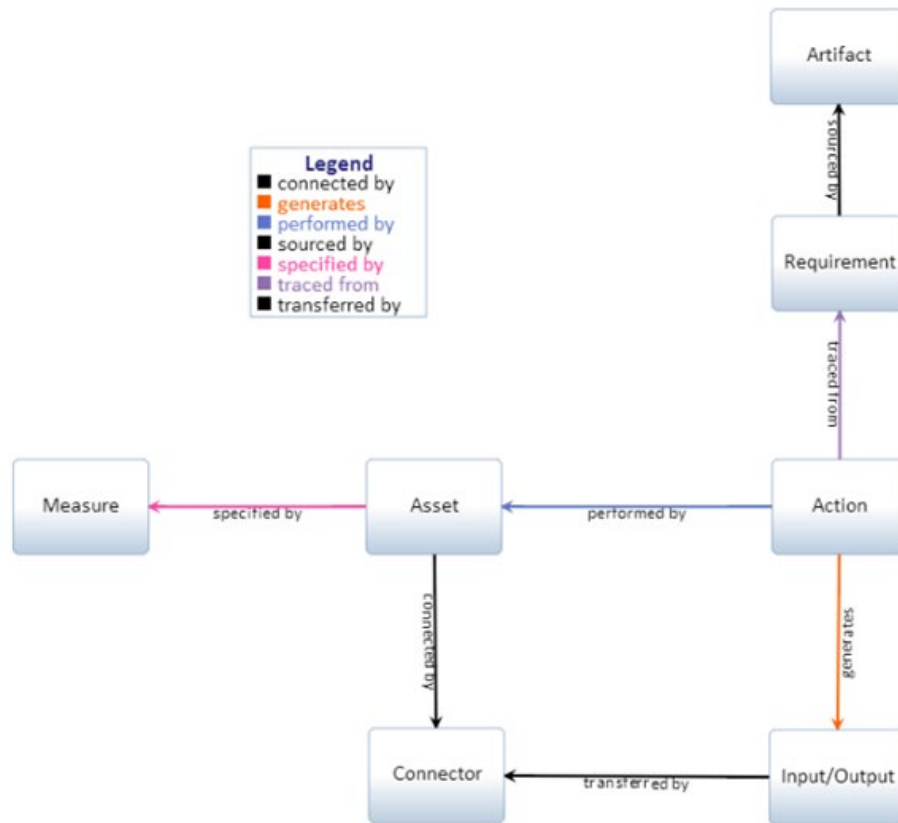 Artifact
sourced by
Legend
connected by
generates
performed by
sourced by
specified by
traced from
transferred by
Requirement
traced from
Measure
specified by
Asset
performed by
Action
connected by
generates
Connector
transferred by
Input/Output